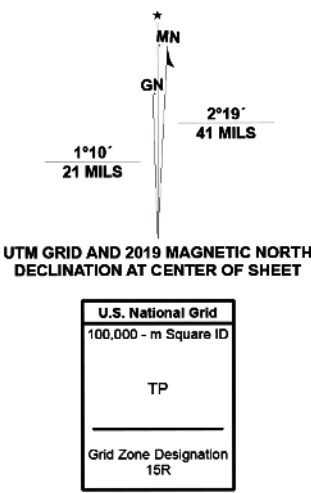 ★
MN
GN
2°19´
41 MILS
1°10´
21 MILS
UTM GRID AND 2019 MAGNETIC NORTH
DECLINATION AT CENTER OF SHEET
U.S. National Grid
100,000 - m Square ID
TP
Grid Zone Designation
15R